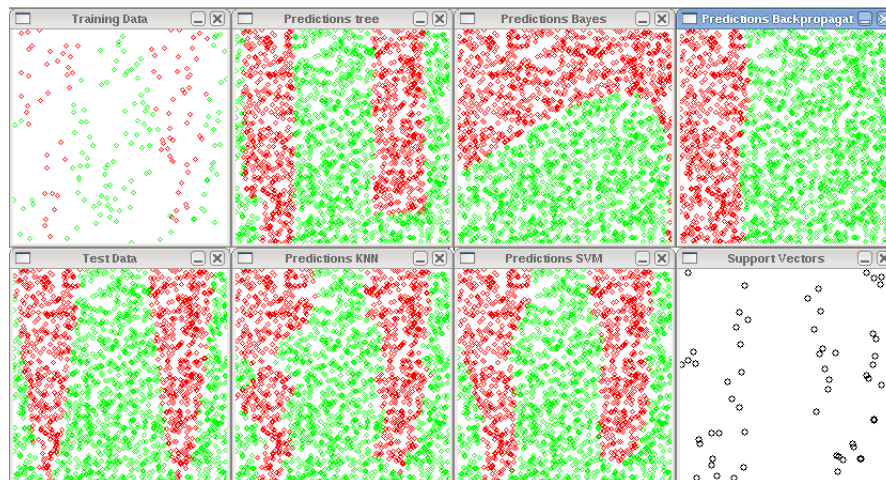 Training Data
Predictions tree
Predictions Bayes
Predictions Backpropagat
Test Data
Predictions KNN
Predictions SVM
Support Vectors